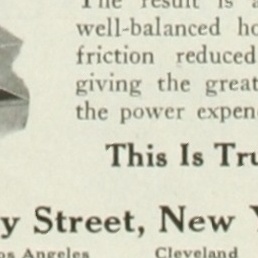 The result is a
well-balanced ho
friction reduced
giving the great
the power expen
This Is Tru
y Street, New Y
os Angeles Cleveland